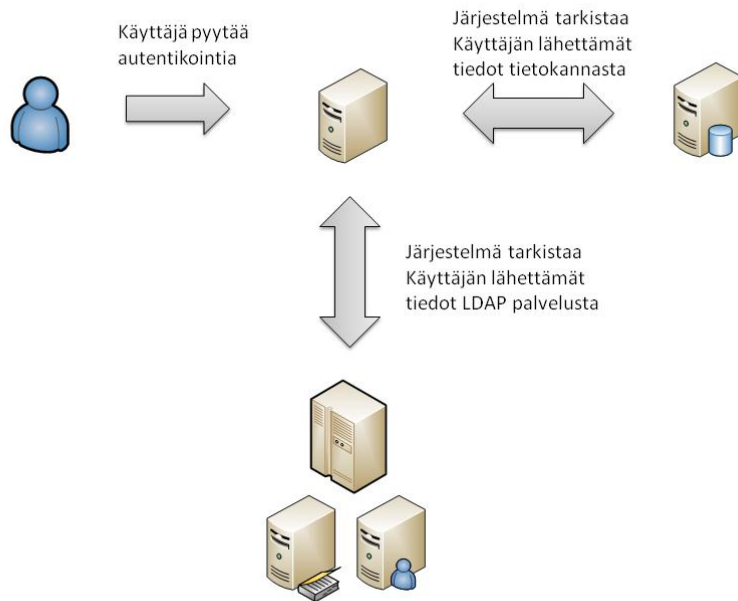 Käyttäjä pyytää
autentikointia
Järjestelmä tarkistaa
Käyttäjän lähettämät
tiedot tietokannasta
Järjestelmä tarkistaa
Käyttäjän lähettämät
tiedot LDAP palvelusta